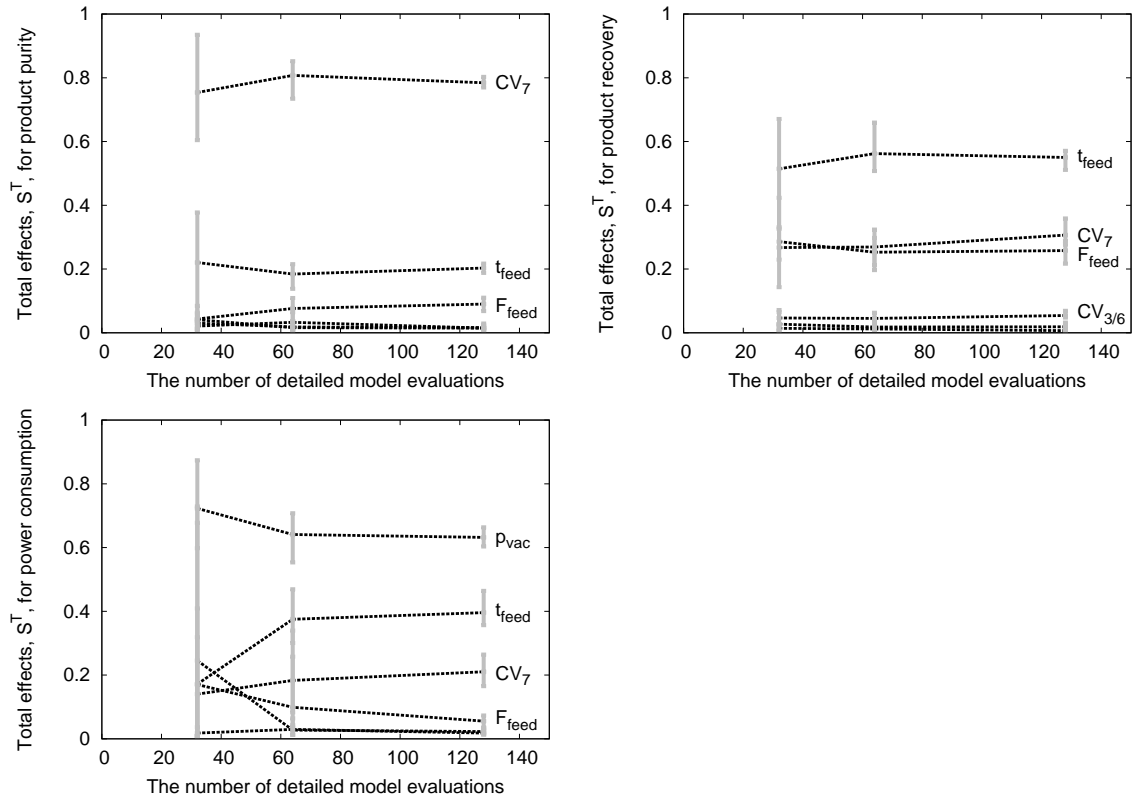 Total effects, S^T, for product purity
1
0.8
0.6
0.4
0.2
0
CV_7
t_feed
F_feed
0 20 40 60 80 100 120 140
The number of detailed model evaluations
Total effects, S^T, for product recovery
1
0.8
0.6
0.4
0.2
0
t_feed
CV_7
F_feed
CV_3/6
0 20 40 60 80 100 120 140
The number of detailed model evaluations
Total effects, S^T, for power consumption
1
0.8
0.6
0.4
0.2
0
p_vac
t_feed
CV_7
F_feed
0 20 40 60 80 100 120 140
The number of detailed model evaluations